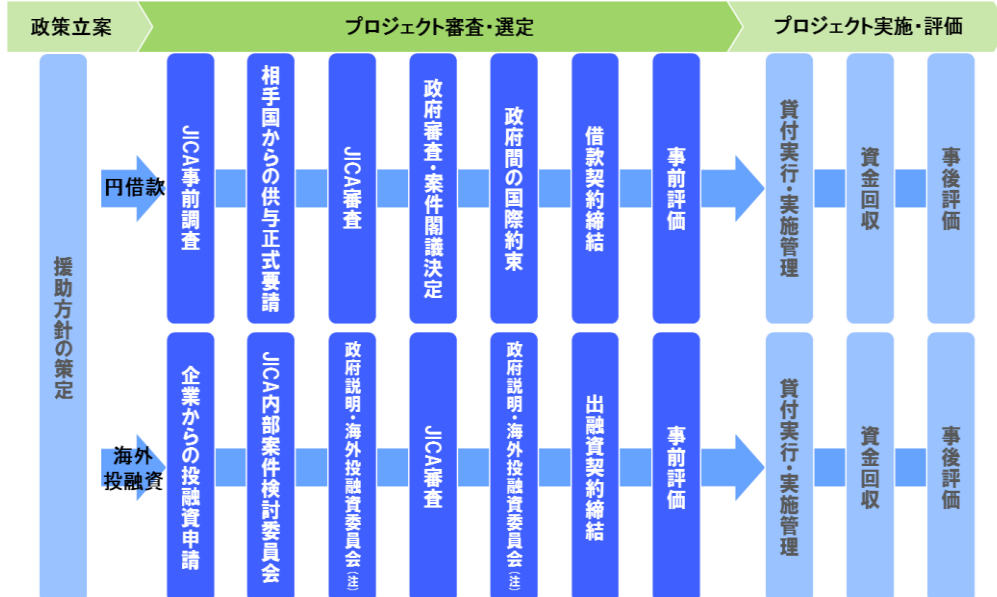 政策立案
プロジェクト審査・選定
プロジェクト実施・評価
援助方針の策定
円借款
JICA事前調査
相手国からの供与正式要請
JICA審査
政府審査・案件閣議決定
政府間の国際約束
借款契約締結
事前評価
貸付実行・実施管理
資金回収
事後評価
海外
投融資
企業からの投融資申請
JICA内部案件検討委員会
政府説明・海外投融資委員会(注)
JICA審査
政府説明・海外投融資委員会(注)
出融資契約締結
事前評価
貸付実行・実施管理
資金回収
事後評価